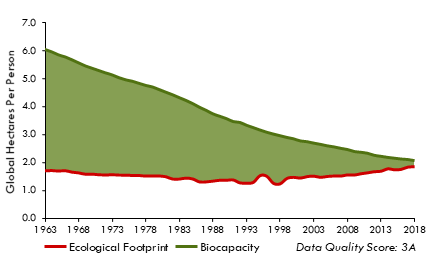 Global Hectares Per Person
7.0
6.0
5.0
4.0
3.0
2.0
1.0
0.0
1963 1968 1973 1978 1983 1988 1993 1998 2003 2008 2013 2018
Ecological Footprint Biocapacity Data Quality Score: 3A